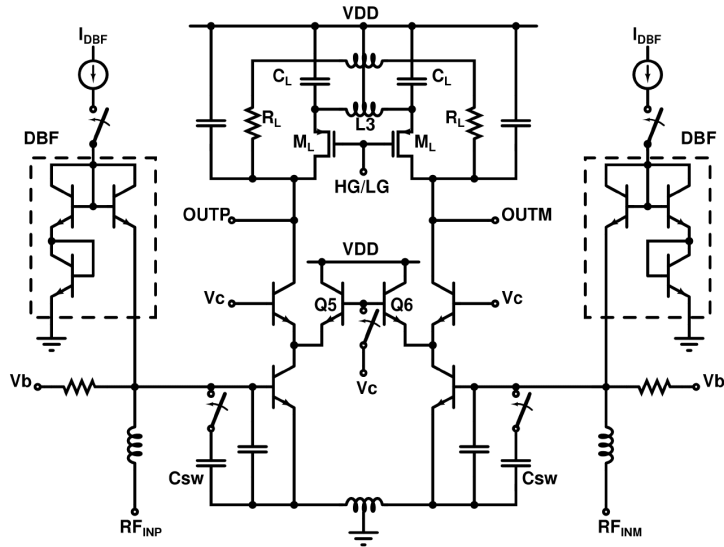 VDD
I_DBF
I_DBF
C_L
C_L
R_L
L3
R_L
DBF
DBF
M_L
M_L
HG/LG
OUTP
OUTM
VDD
Vc
Q5
Q6
Vc
Vc
Vb
Vb
Csw
Csw
RF_INP
RF_INM